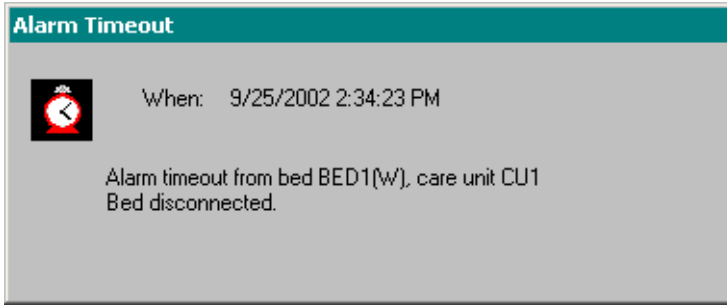 Alarm Timeout
When: 9/25/2002 2:34:23 PM
Alarm timeout from bed BED1(W), care unit CU1
Bed disconnected.